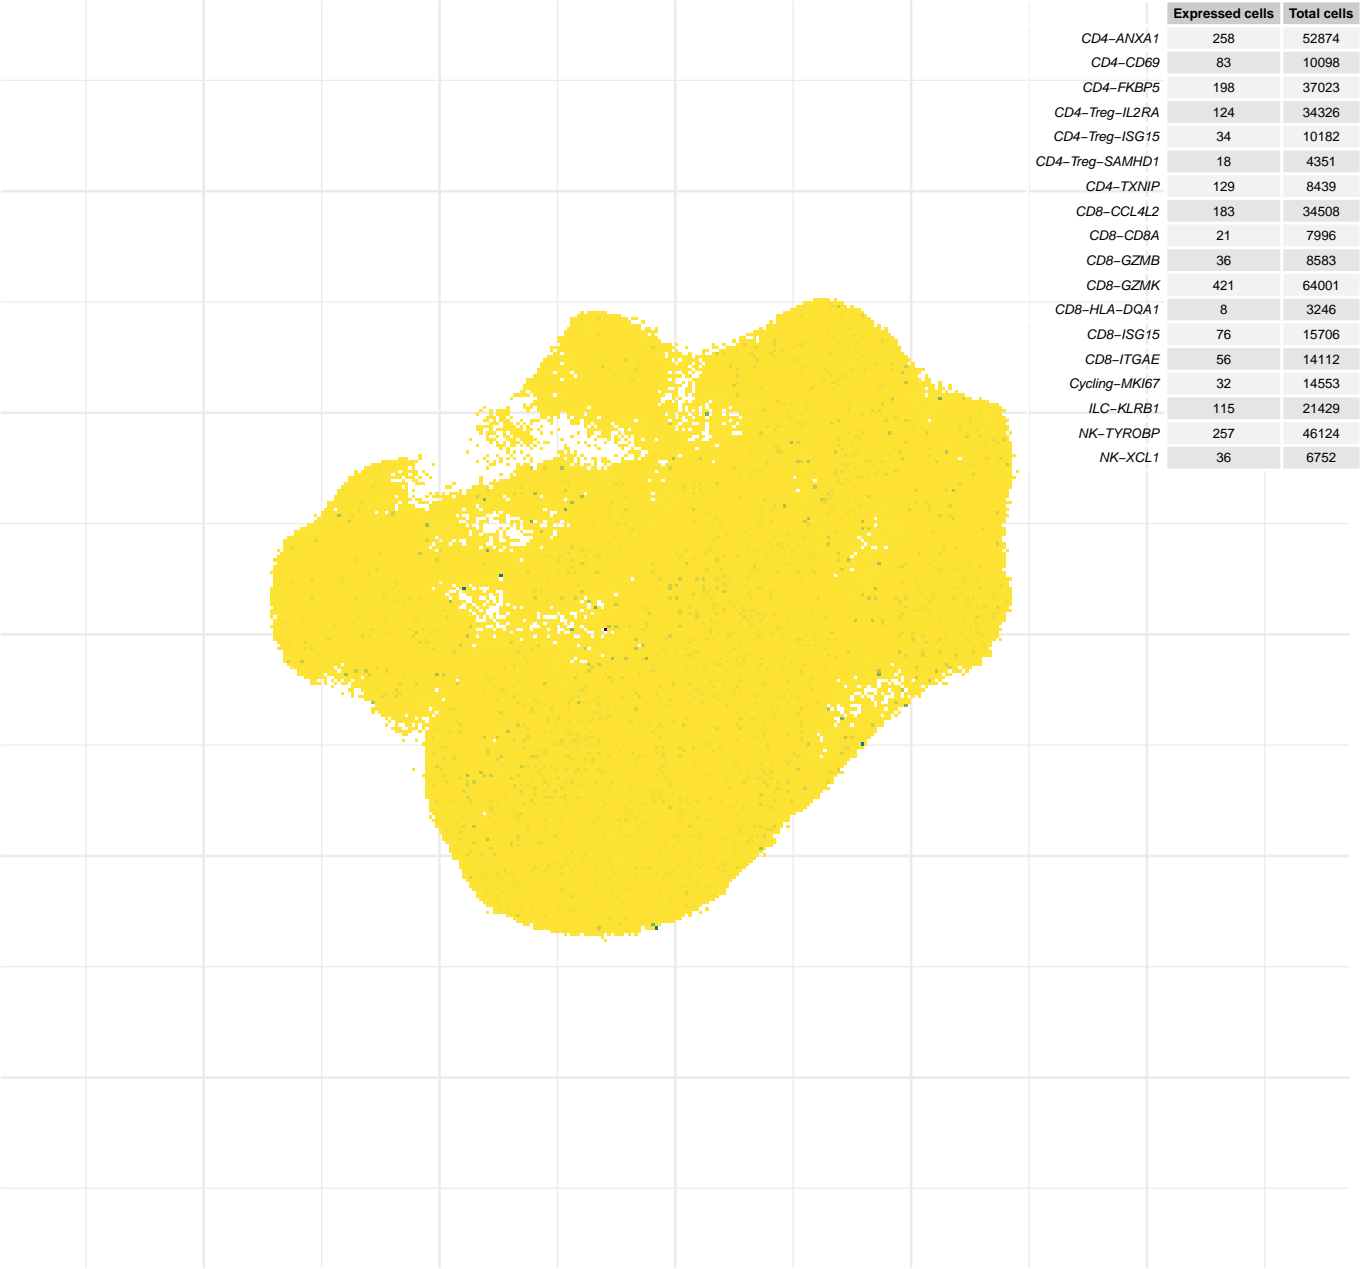 Expressed cells Total cells
CD4−ANXA1 258 52874
CD4−CD69 83 10098
CD4−FKBP5 198 37023
CD4−Treg−IL2RA 124 34326
CD4−Treg−ISG15 34 10182
CD4−Treg−SAMHD1 18 4351
CD4−TXNIP 129 8439
CD8−CCL4L2 183 34508
CD8−CD8A 21 7996
CD8−GZMB 36 8583
CD8−GZMK 421 64001
CD8−HLA−DQA1 8 3246
CD8−ISG15 76 15706
CD8−ITGAE 56 14112
Cycling−MKI67 32 14553
ILC−KLRB1 115 21429
NK−TYROBP 257 46124
NK−XCL1 36 6752